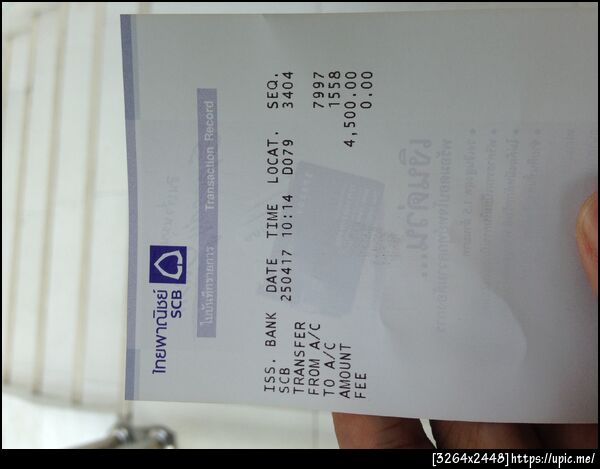 ไทยพาณิชย์
SCB
ใบบันทึกรายการ Transaction Record
ISS. BANK DATE TIME LOCAT. SEQ.
SCB 250417 10:14 D079 3404
TRANSFER
FROM A/C 7997
TO A/C 1558
AMOUNT 4,500.00
FEE 0.00
[3264x2448]https://upic.me/